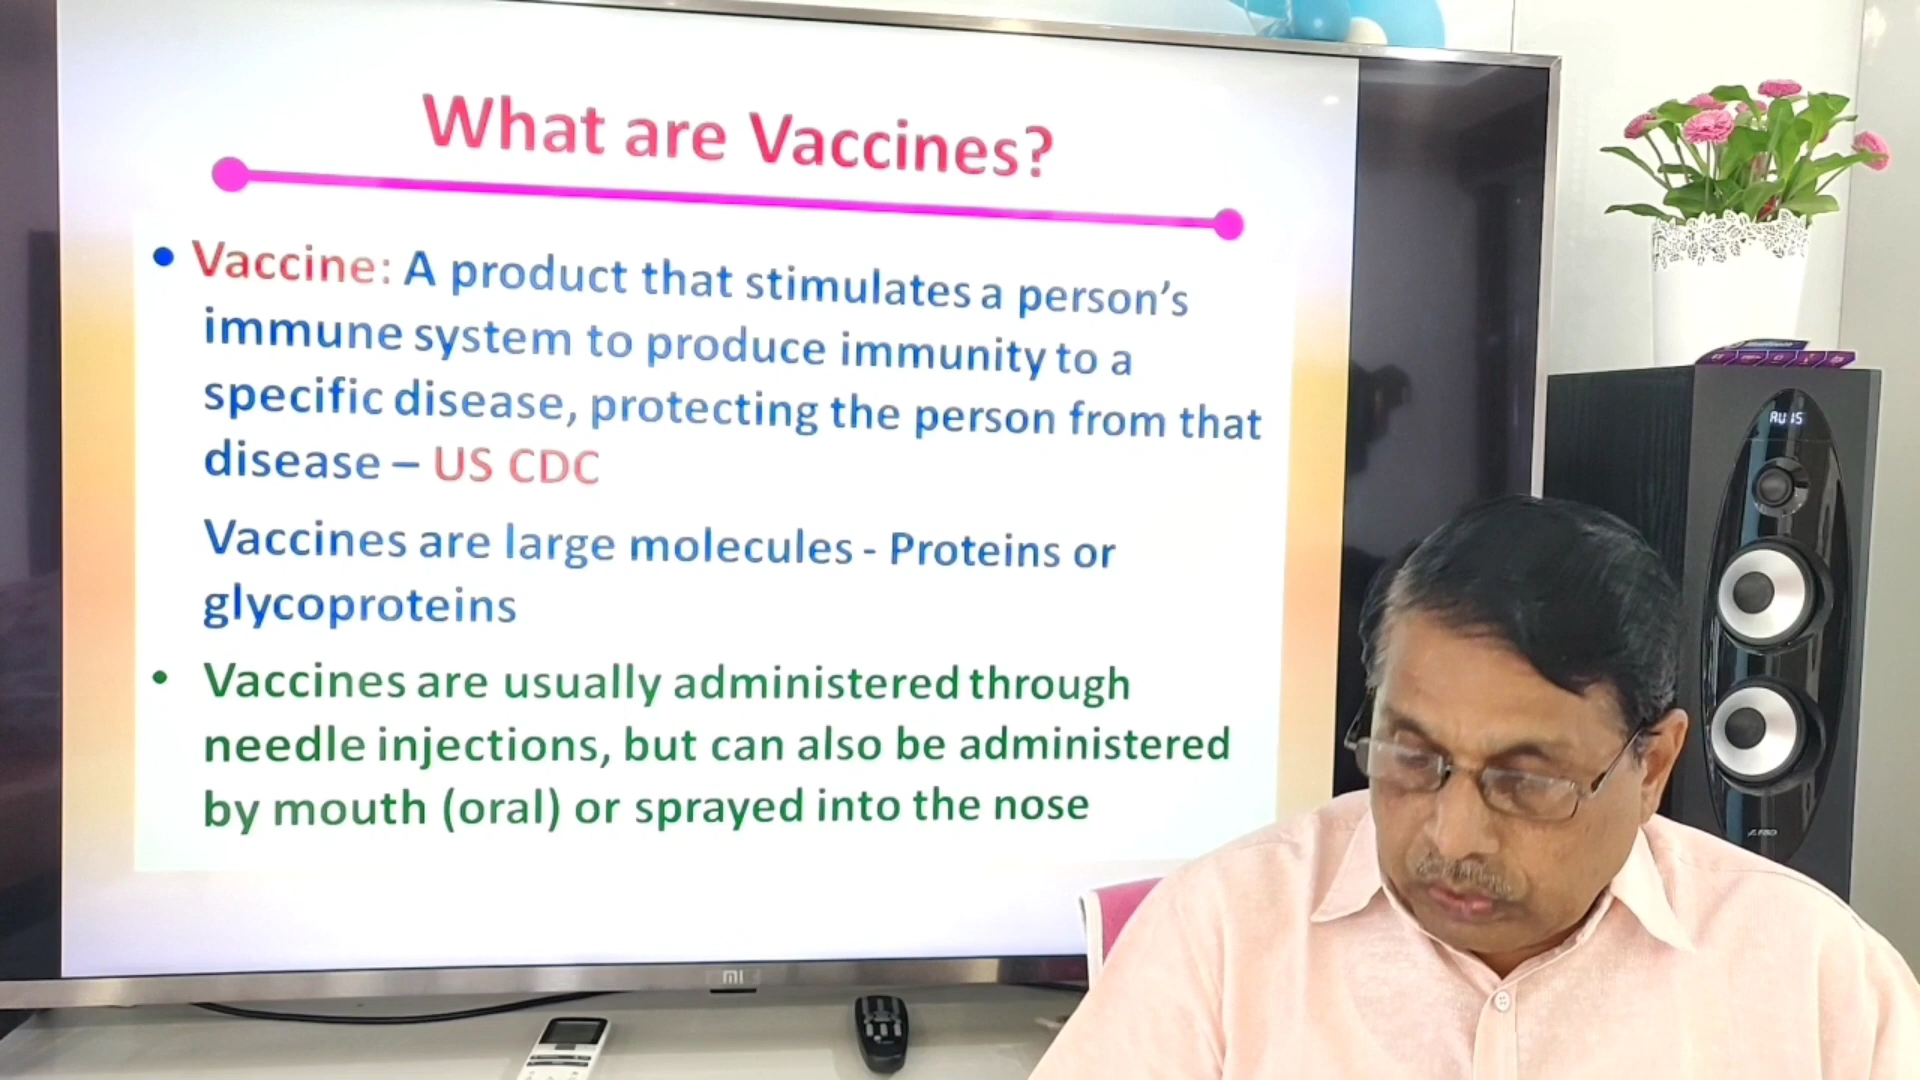 What are Vaccines?
• Vaccine: A product that stimulates a person's
immune system to produce immunity to a
specific disease, protecting the person from that
disease – US CDC
Vaccines are large molecules - Proteins or
glycoproteins
• Vaccines are usually administered through
needle injections, but can also be administered
by mouth (oral) or sprayed into the nose
mi
AU 15
F&D